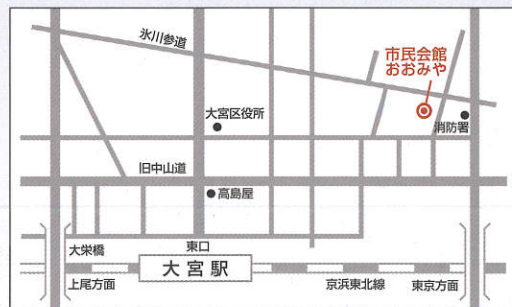 氷川参道
市民会館
おおみや
大宮区役所
消防署
旧中山道
高島屋
大栄橋
東口
大宮駅
上尾方面
京浜東北線
東京方面